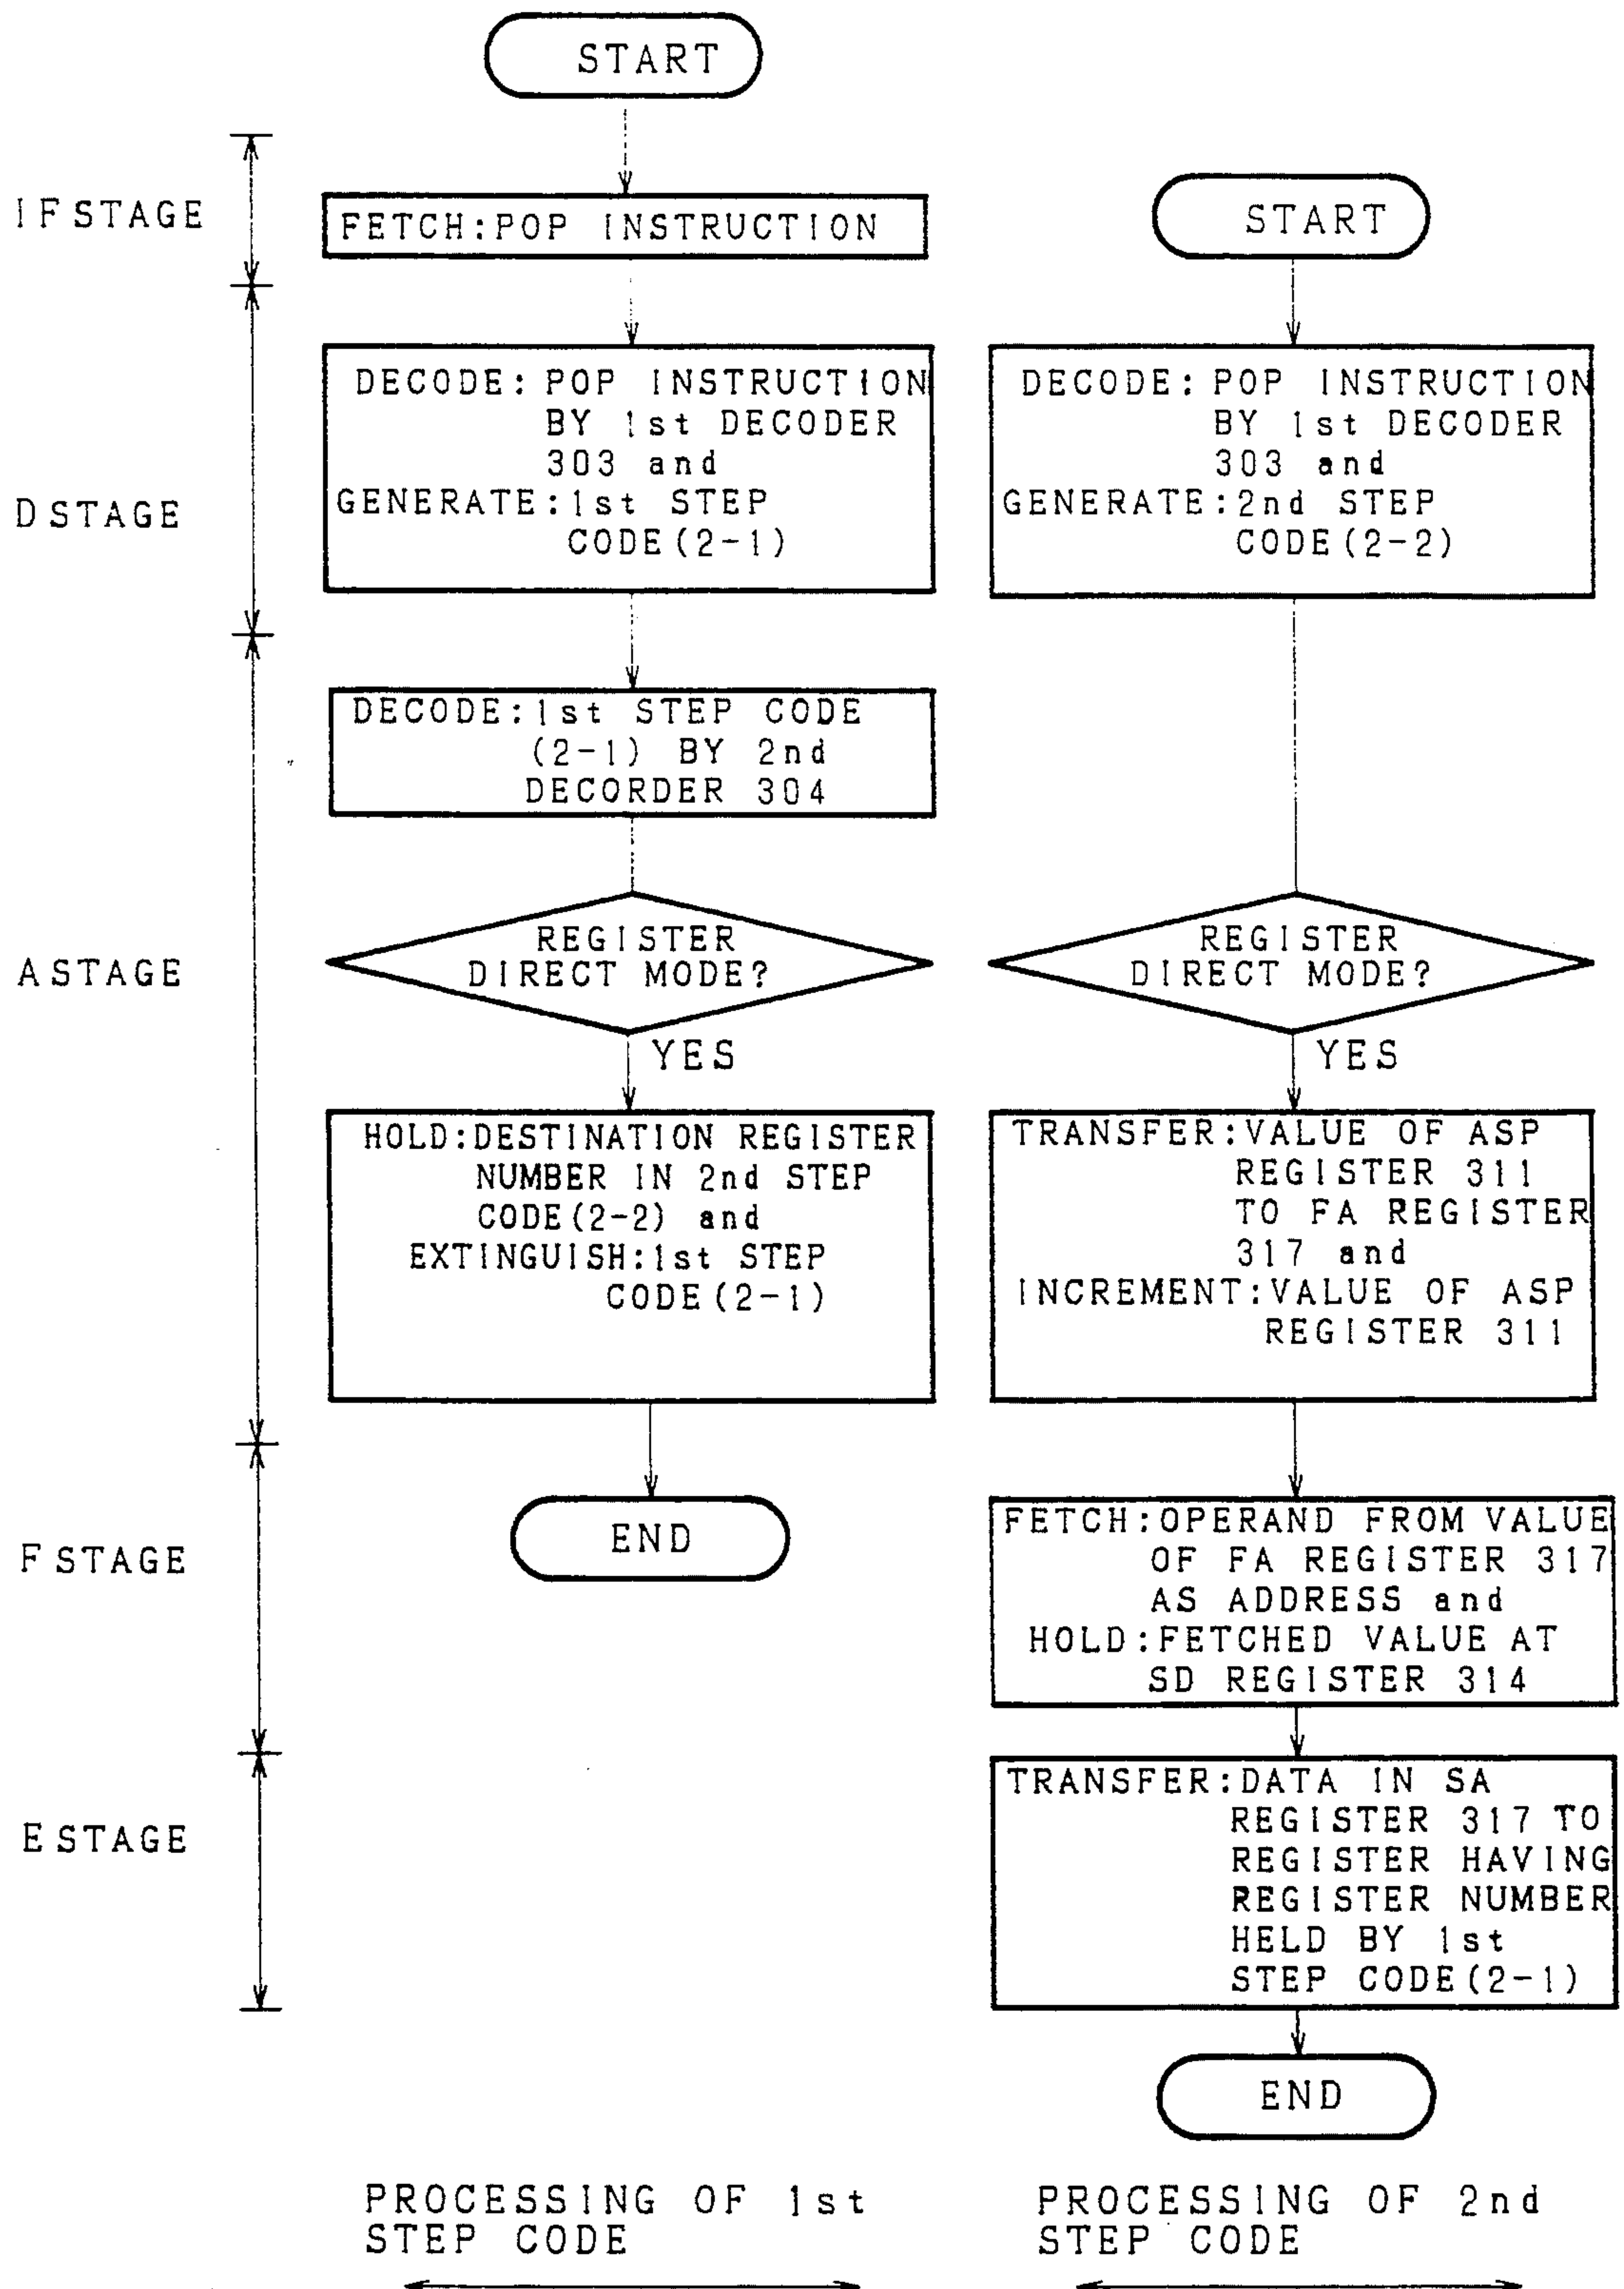 START
IF STAGE
FETCH:POP INSTRUCTION
START
D STAGE
DECODE: POP INSTRUCTION
BY 1st DECODER
303 and
GENERATE:1st STEP
CODE(2-1)
DECODE: POP INSTRUCTION
BY 1st DECODER
303 and
GENERATE:2nd STEP
CODE(2-2)
A STAGE
DECODE:1st STEP CODE
(2-1) BY 2nd
DECORDER 304
REGISTER
DIRECT MODE?
YES
REGISTER
DIRECT MODE?
YES
HOLD:DESTINATION REGISTER
NUMBER IN 2nd STEP
CODE(2-2) and
EXTINGUISH:1st STEP
CODE(2-1)
TRANSFER:VALUE OF ASP
REGISTER 311
TO FA REGISTER
317 and
INCREMENT:VALUE OF ASP
REGISTER 311
F STAGE
END
FETCH:OPERAND FROM VALUE
OF FA REGISTER 317
AS ADDRESS and
HOLD:FETCHED VALUE AT
SD REGISTER 314
E STAGE
TRANSFER:DATA IN SA
REGISTER 317 TO
REGISTER HAVING
REGISTER NUMBER
HELD BY 1st
STEP CODE(2-1)
END
PROCESSING OF 1st
STEP CODE
PROCESSING OF 2nd
STEP CODE